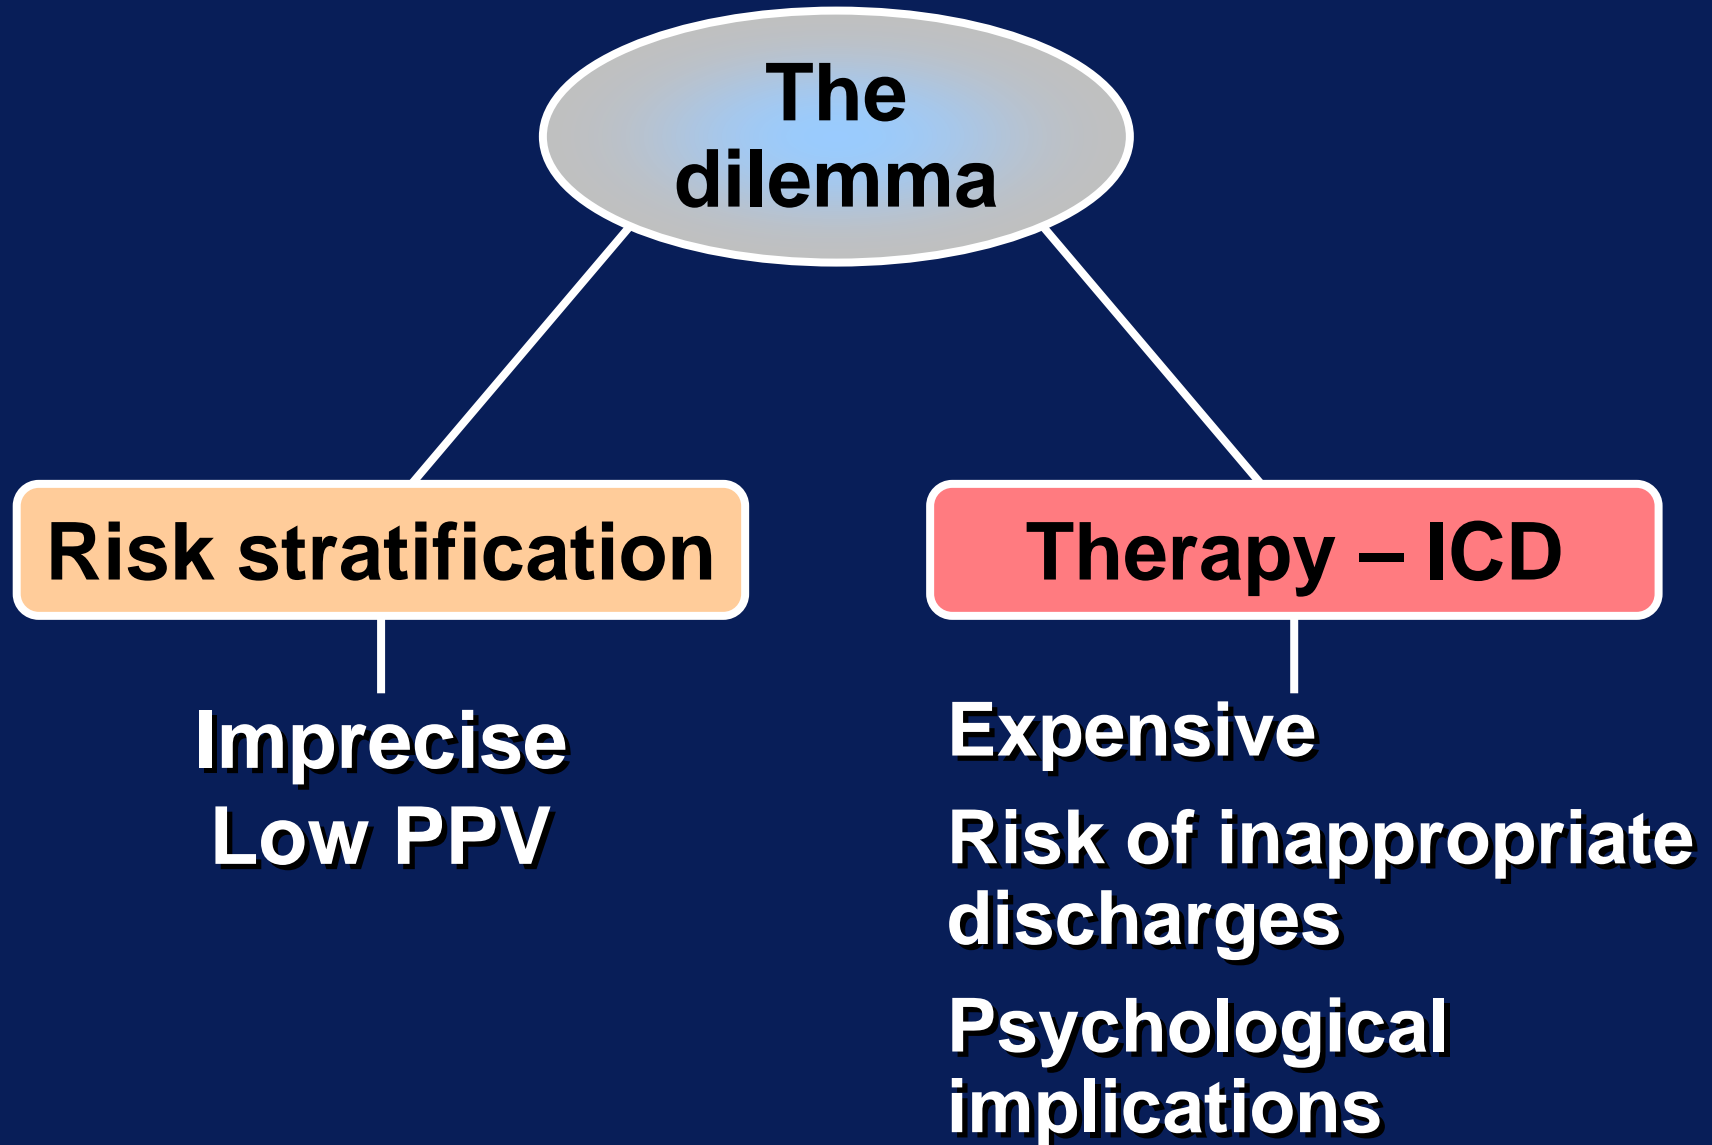 The
dilemma
Risk stratification
Imprecise
Low PPV
Therapy – ICD
Expensive
Risk of inappropriate
discharges
Psychological
implications